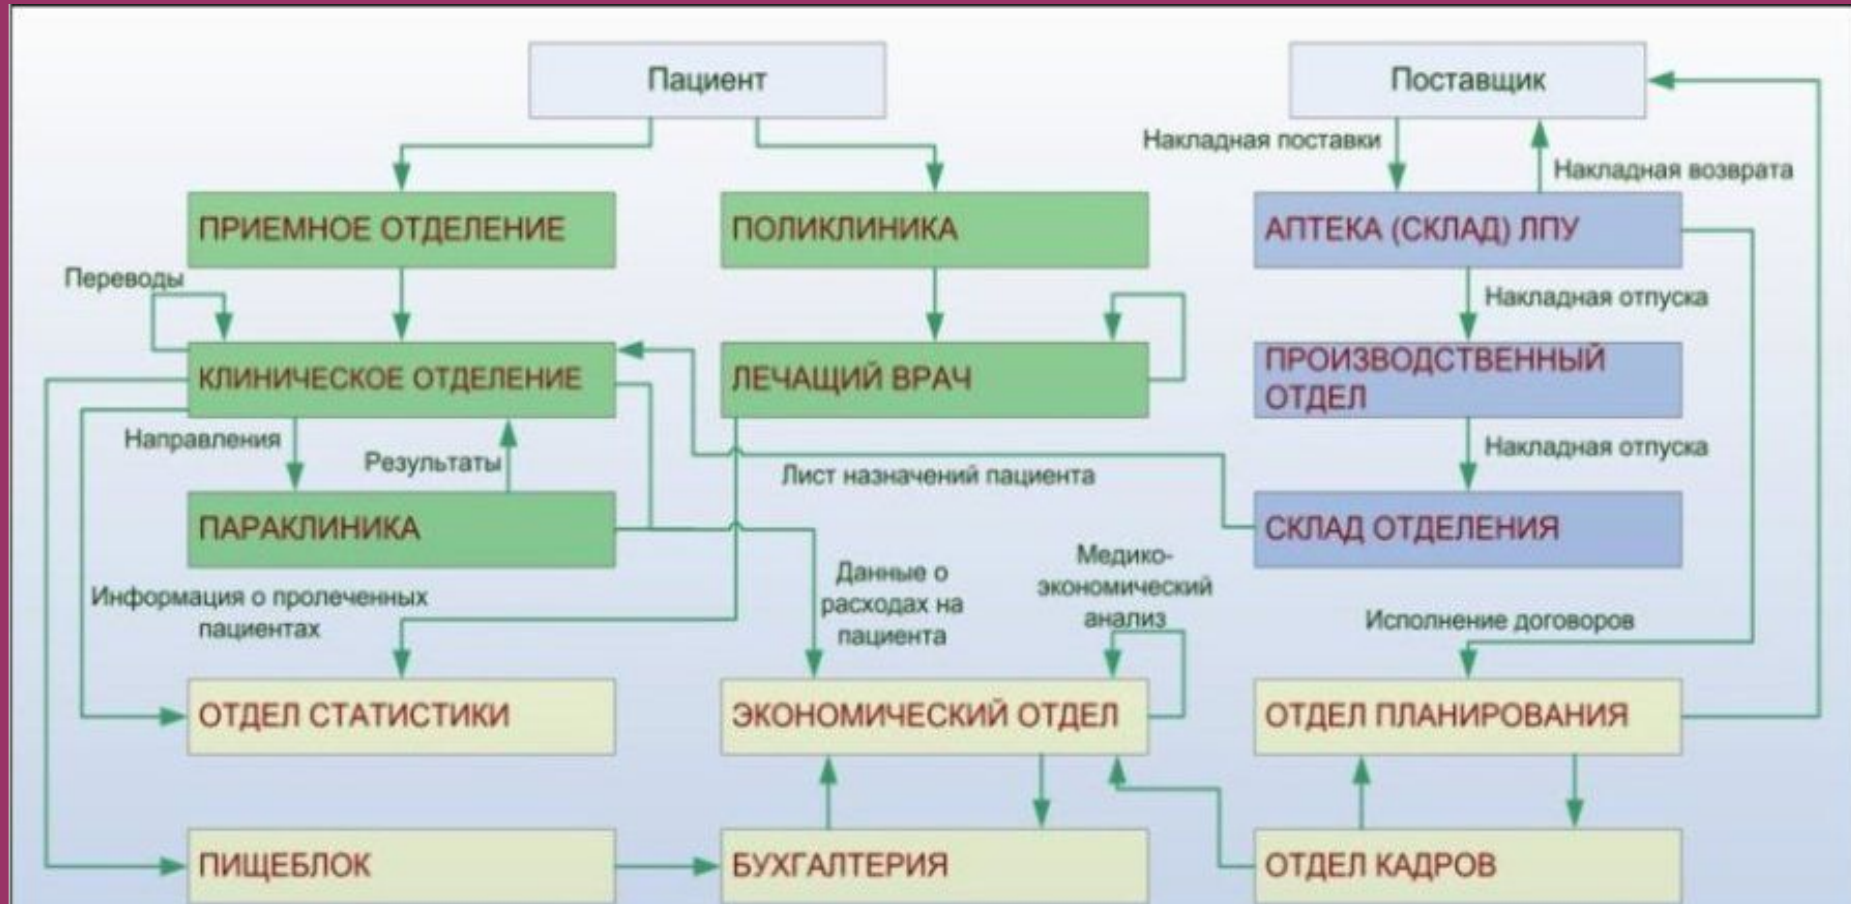 Пациент
Поставщик
Накладная поставки
Накладная возврата
ПРИЕМНОЕ ОТДЕЛЕНИЕ
ПОЛИКЛИНИКА
АПТЕКА (СКЛАД) ЛПУ
Переводы
Накладная отпуска
КЛИНИЧЕСКОЕ ОТДЕЛЕНИЕ
ЛЕЧАЩИЙ ВРАЧ
ПРОИЗВОДСТВЕННЫЙ
ОТДЕЛ
Направления
Результаты
Накладная отпуска
Лист назначений пациента
ПАРАКЛИНИКА
СКЛАД ОТДЕЛЕНИЯ
Информация о пролеченных
пациентах
Данные о
расходах на
пациента
Медико-
экономический
анализ
Исполнение договоров
ОТДЕЛ СТАТИСТИКИ
ЭКОНОМИЧЕСКИЙ ОТДЕЛ
ОТДЕЛ ПЛАНИРОВАНИЯ
ПИЩЕБЛОК
БУХГАЛТЕРИЯ
ОТДЕЛ КАДРОВ